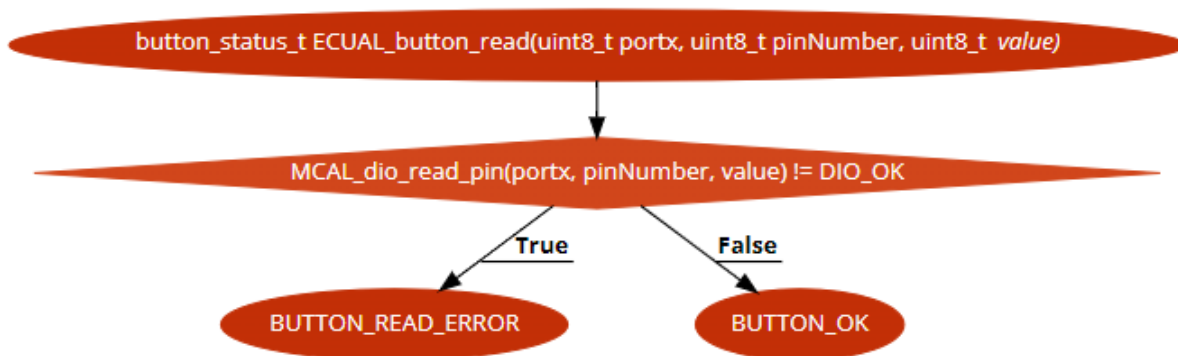 button_status_t ECUAL_button_read(uint8_t portx, uint8_t pinNumber, uint8_t value)
MCAL_dio_read_pin(portx, pinNumber, value) != DIO_OK
True
False
BUTTON_READ_ERROR
BUTTON_OK